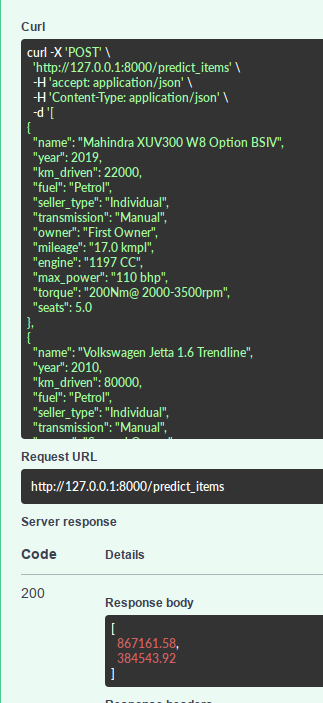 Curl
curl -X 'POST' \
'http://127.0.0.1:8000/predict_items' \
-H 'accept: application/json' \
-H 'Content-Type: application/json' \
-d '[
{
"name": "Mahindra XUV300 W8 Option BSIV",
"year": 2019,
"km_driven": 22000,
"fuel": "Petrol",
"seller_type": "Individual",
"transmission": "Manual",
"owner": "First Owner",
"mileage": "17.0 kmpl",
"engine": "1197 CC",
"max_power": "110 bhp",
"torque": "200Nm@ 2000-3500rpm",
"seats": 5.0
},
{
"name": "Volkswagen Jetta 1.6 Trendline",
"year": 2010,
"km_driven": 80000,
"fuel": "Petrol",
"seller_type": "Individual",
"transmission": "Manual",
Request URL
http://127.0.0.1:8000/predict_items
Server response
Code Details
200
Response body
[
867161.58,
384543.92
]